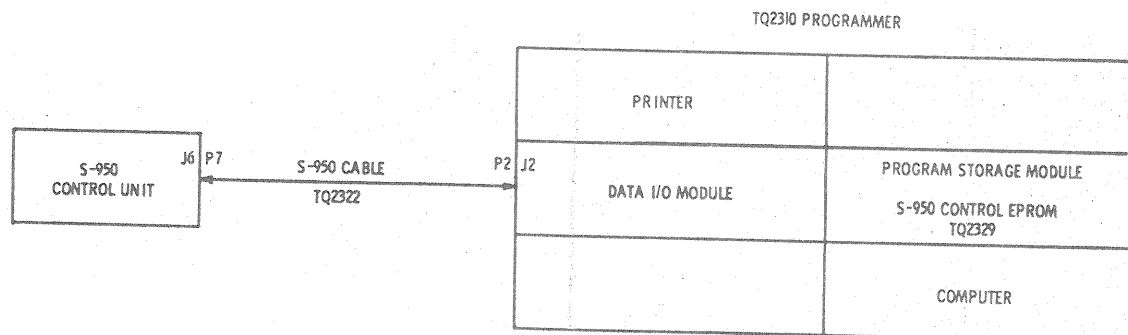 TQ2310 PROGRAMMER
PRINTER
S-950
CONTROL UNIT
J6
P7
S-950 CABLE
TQ2322
P2
J2
DATA I/O MODULE
PROGRAM STORAGE MODULE
S-950 CONTROL EPROM
TQ2329
COMPUTER